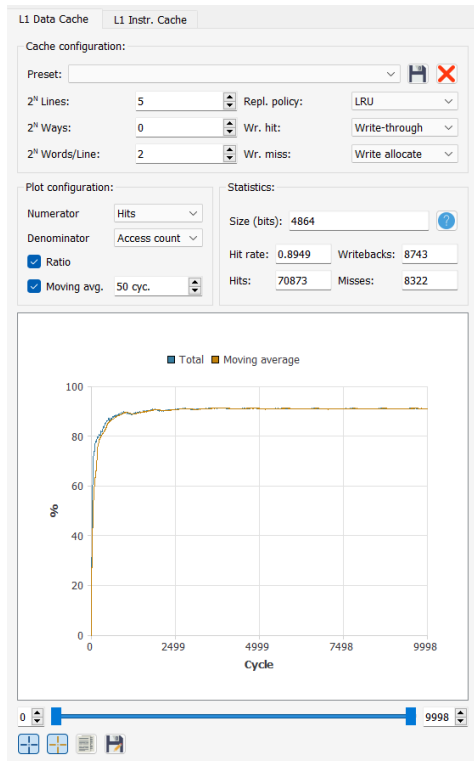 L1 Data Cache L1 Instr. Cache
Cache configuration:
Preset:
2ᴺ Lines: 5 Repl. policy: LRU
2ᴺ Ways: 0 Wr. hit: Write-through
2ᴺ Words/Line: 2 Wr. miss: Write allocate
Plot configuration:
Numerator Hits
Denominator Access count
Ratio
Moving avg. 50 cyc.
Statistics:
Size (bits): 4864 ?
Hit rate: 0.8949 Writebacks: 8743
Hits: 70873 Misses: 8322
Total Moving average
100
80
60
40
20
0
%
0 2499 4999 7498 9998
Cycle
0 9998